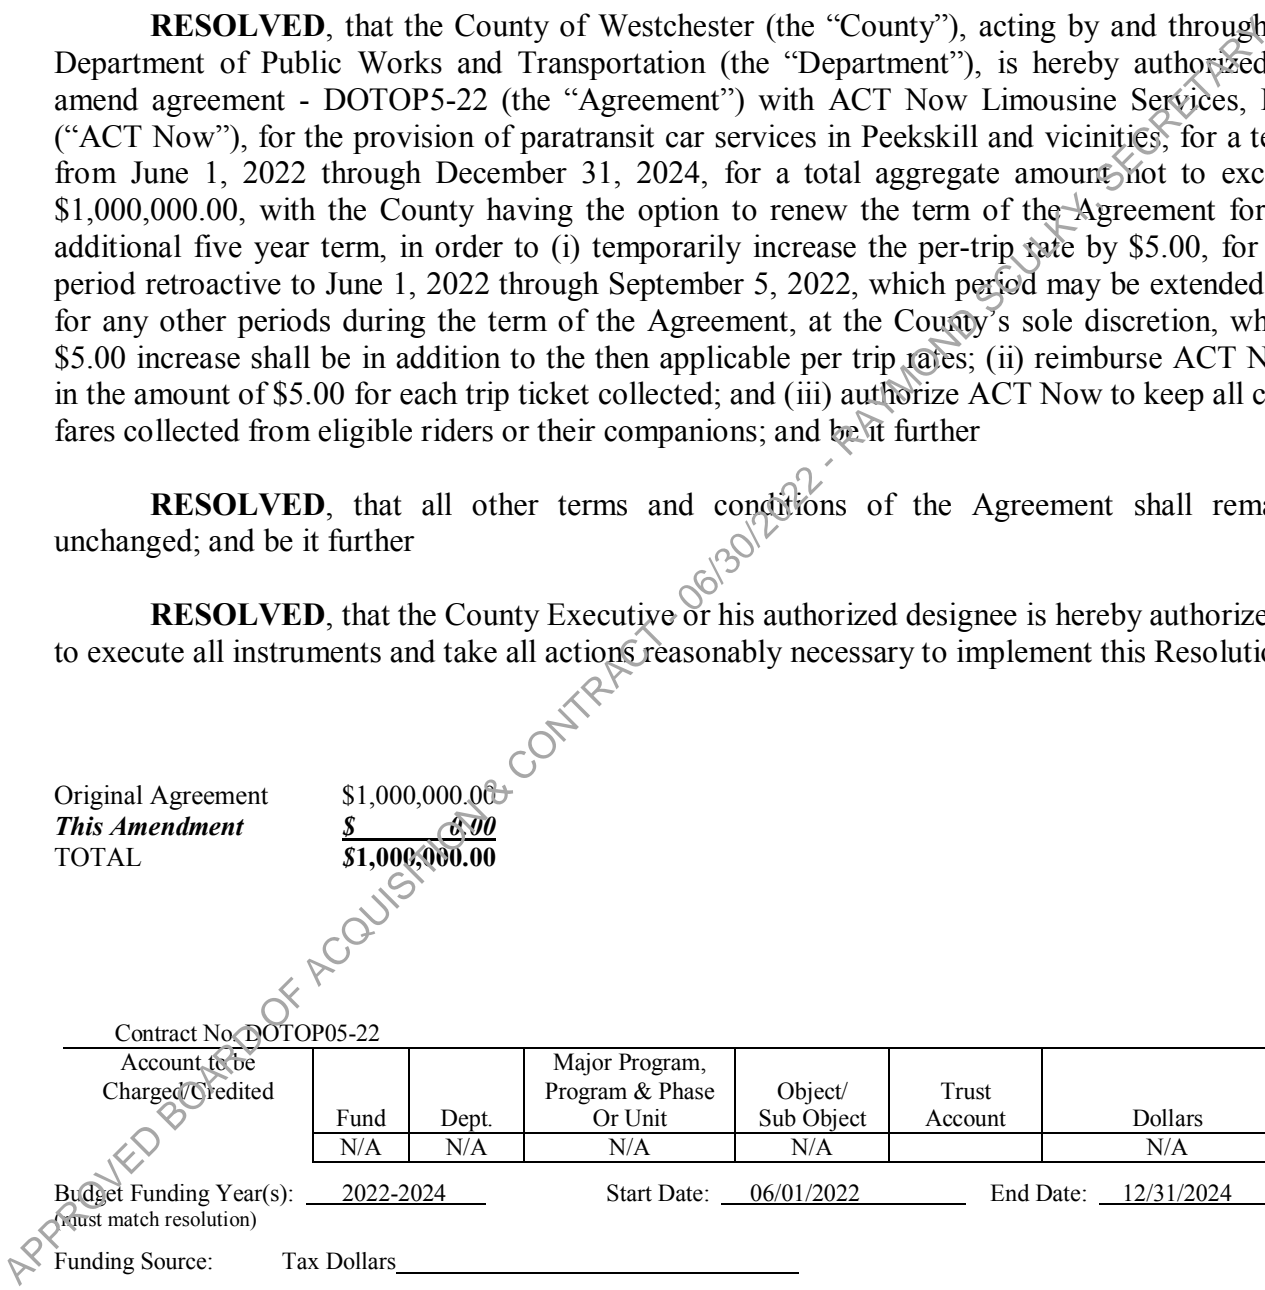 RESOLVED, that the County of Westchester (the “County”), acting by and through
Department of Public Works and Transportation (the “Department”), is hereby authorized
amend agreement - DOTOP5-22 (the “Agreement”) with ACT Now Limousine Services, I
(“ACT Now”), for the provision of paratransit car services in Peekskill and vicinities, for a te
from June 1, 2022 through December 31, 2024, for a total aggregate amount not to exc
$1,000,000.00, with the County having the option to renew the term of the Agreement for
additional five year term, in order to (i) temporarily increase the per-trip rate by $5.00, for
period retroactive to June 1, 2022 through September 5, 2022, which period may be extended
for any other periods during the term of the Agreement, at the County’s sole discretion, wh
$5.00 increase shall be in addition to the then applicable per trip rates; (ii) reimburse ACT N
in the amount of $5.00 for each trip ticket collected; and (iii) authorize ACT Now to keep all c
fares collected from eligible riders or their companions; and be it further
RESOLVED, that all other terms and conditions of the Agreement shall rema
unchanged; and be it further
RESOLVED, that the County Executive or his authorized designee is hereby authorize
to execute all instruments and take all actions reasonably necessary to implement this Resolutio
Original Agreement $1,000,000.00
This Amendment $ 0.00
TOTAL $1,000,000.00
Contract No. DOTOP05-22
Account to be Major Program,
Charged/Credited Program & Phase Object/ Trust
Fund Dept. Or Unit Sub Object Account Dollars
N/A N/A N/A N/A N/A
Budget Funding Year(s): 2022-2024 Start Date: 06/01/2022 End Date: 12/31/2024
(must match resolution)
Funding Source: Tax Dollars
APPROVED BOARD OF ACQUISITION & CONTRACT - 06/30/2022 - RAYMOND SCULKY, SECRETARY